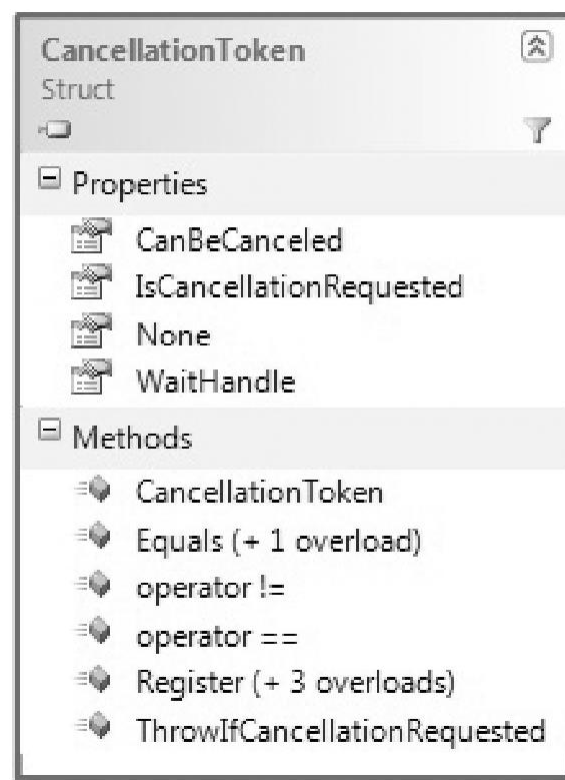 CancellationToken
Struct
Properties
CanBeCanceled
IsCancellationRequested
None
WaitHandle
Methods
CancellationToken
Equals (+ 1 overload)
operator !=
operator ==
Register (+ 3 overloads)
ThrowIfCancellationRequested